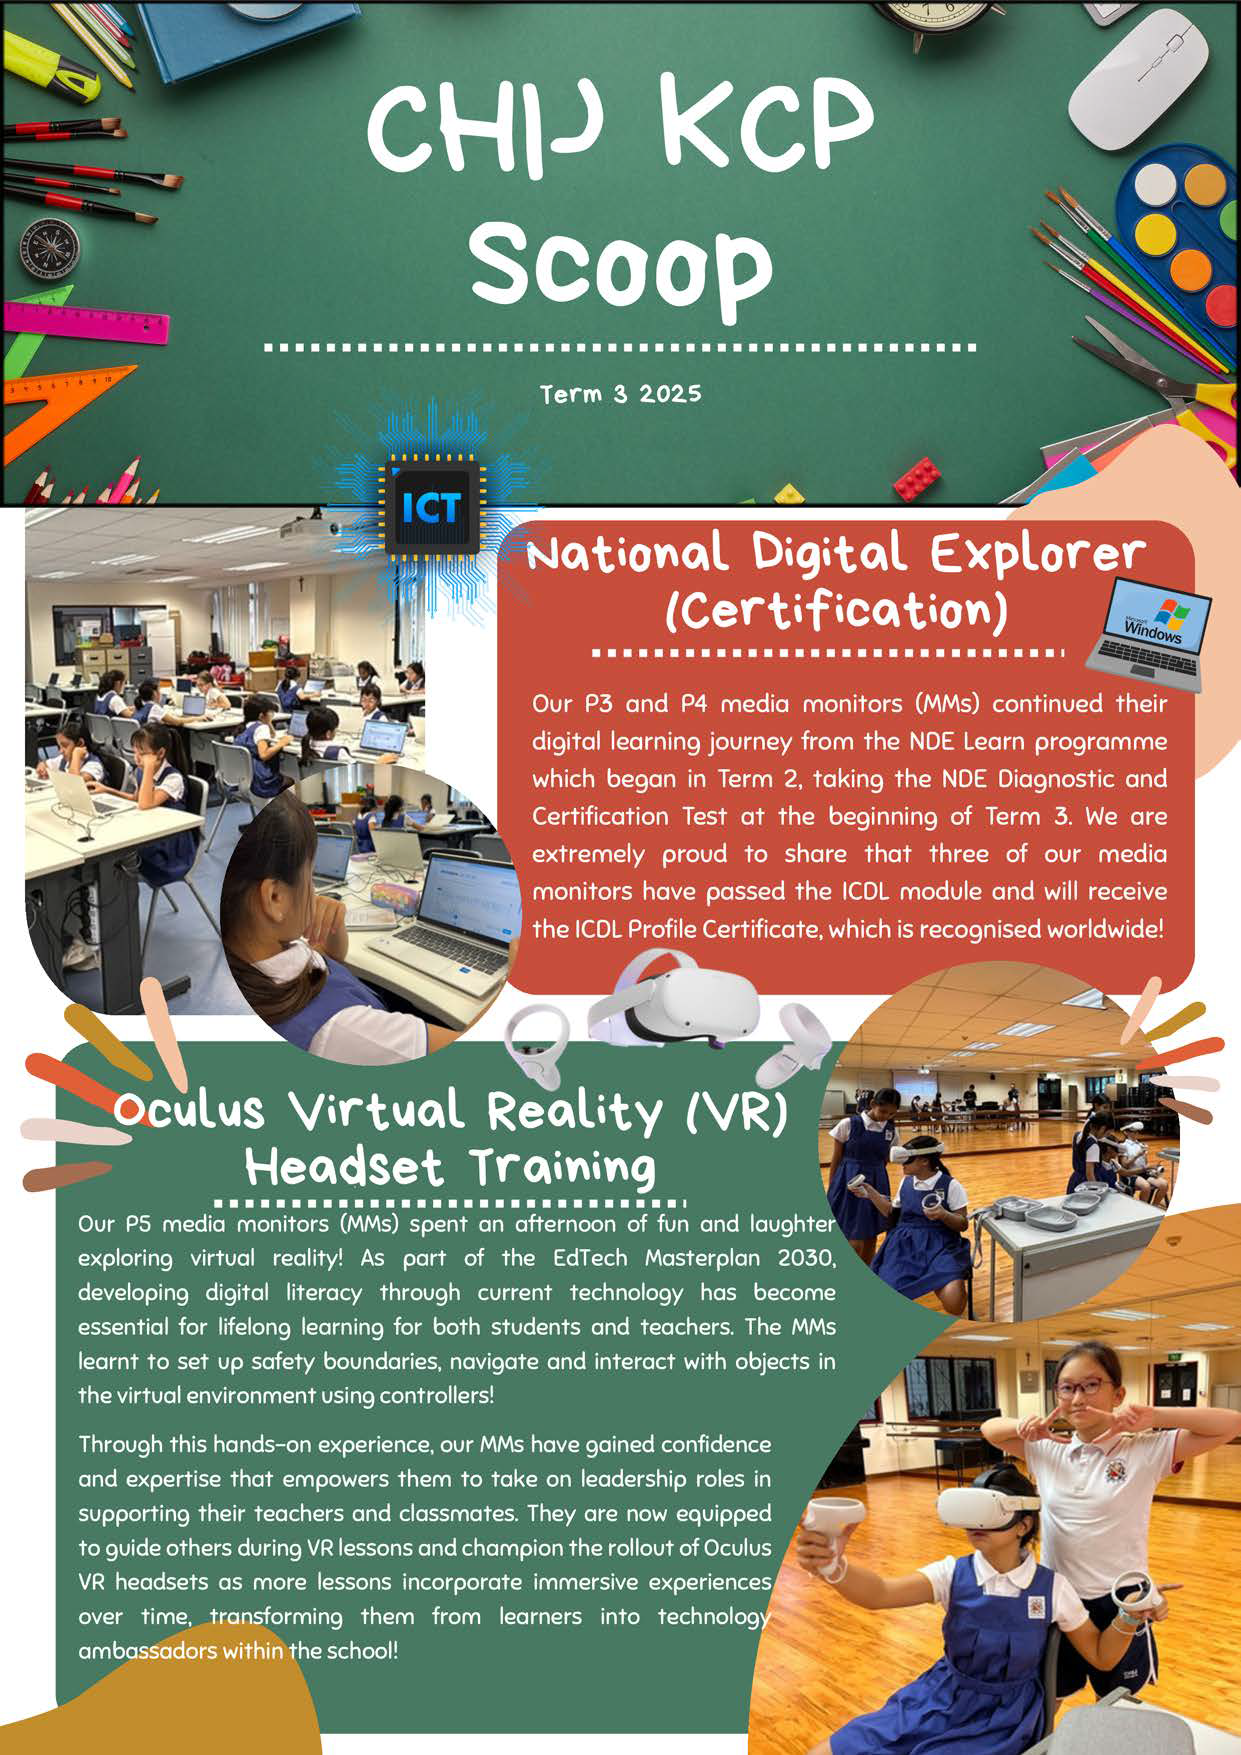 CHIJ KCP
Scoop
Term 3 2025
ICT
National Digital Explorer
(Certification)
Microsoft
Windows
Our P3 and P4 media monitors (MMs) continued their
digital learning journey from the NDE Learn programme
which began in Term 2, taking the NDE Diagnostic and
Certification Test at the beginning of Term 3. We are
extremely proud to share that three of our media
monitors have passed the ICDL module and will receive
the ICDL Profile Certificate, which is recognised worldwide!
Oculus Virtual Reality (VR)
Headset Training
Our P5 media monitors (MMs) spent an afternoon of fun and laughter
exploring virtual reality! As part of the EdTech Masterplan 2030,
developing digital literacy through current technology has become
essential for lifelong learning for both students and teachers. The MMs
learnt to set up safety boundaries, navigate and interact with objects in
the virtual environment using controllers!
Through this hands-on experience, our MMs have gained confidence
and expertise that empowers them to take on leadership roles in
supporting their teachers and classmates. They are now equipped
to guide others during VR lessons and champion the rollout of Oculus
VR headsets as more lessons incorporate immersive experiences
over time, transforming them from learners into technology
ambassadors within the school!